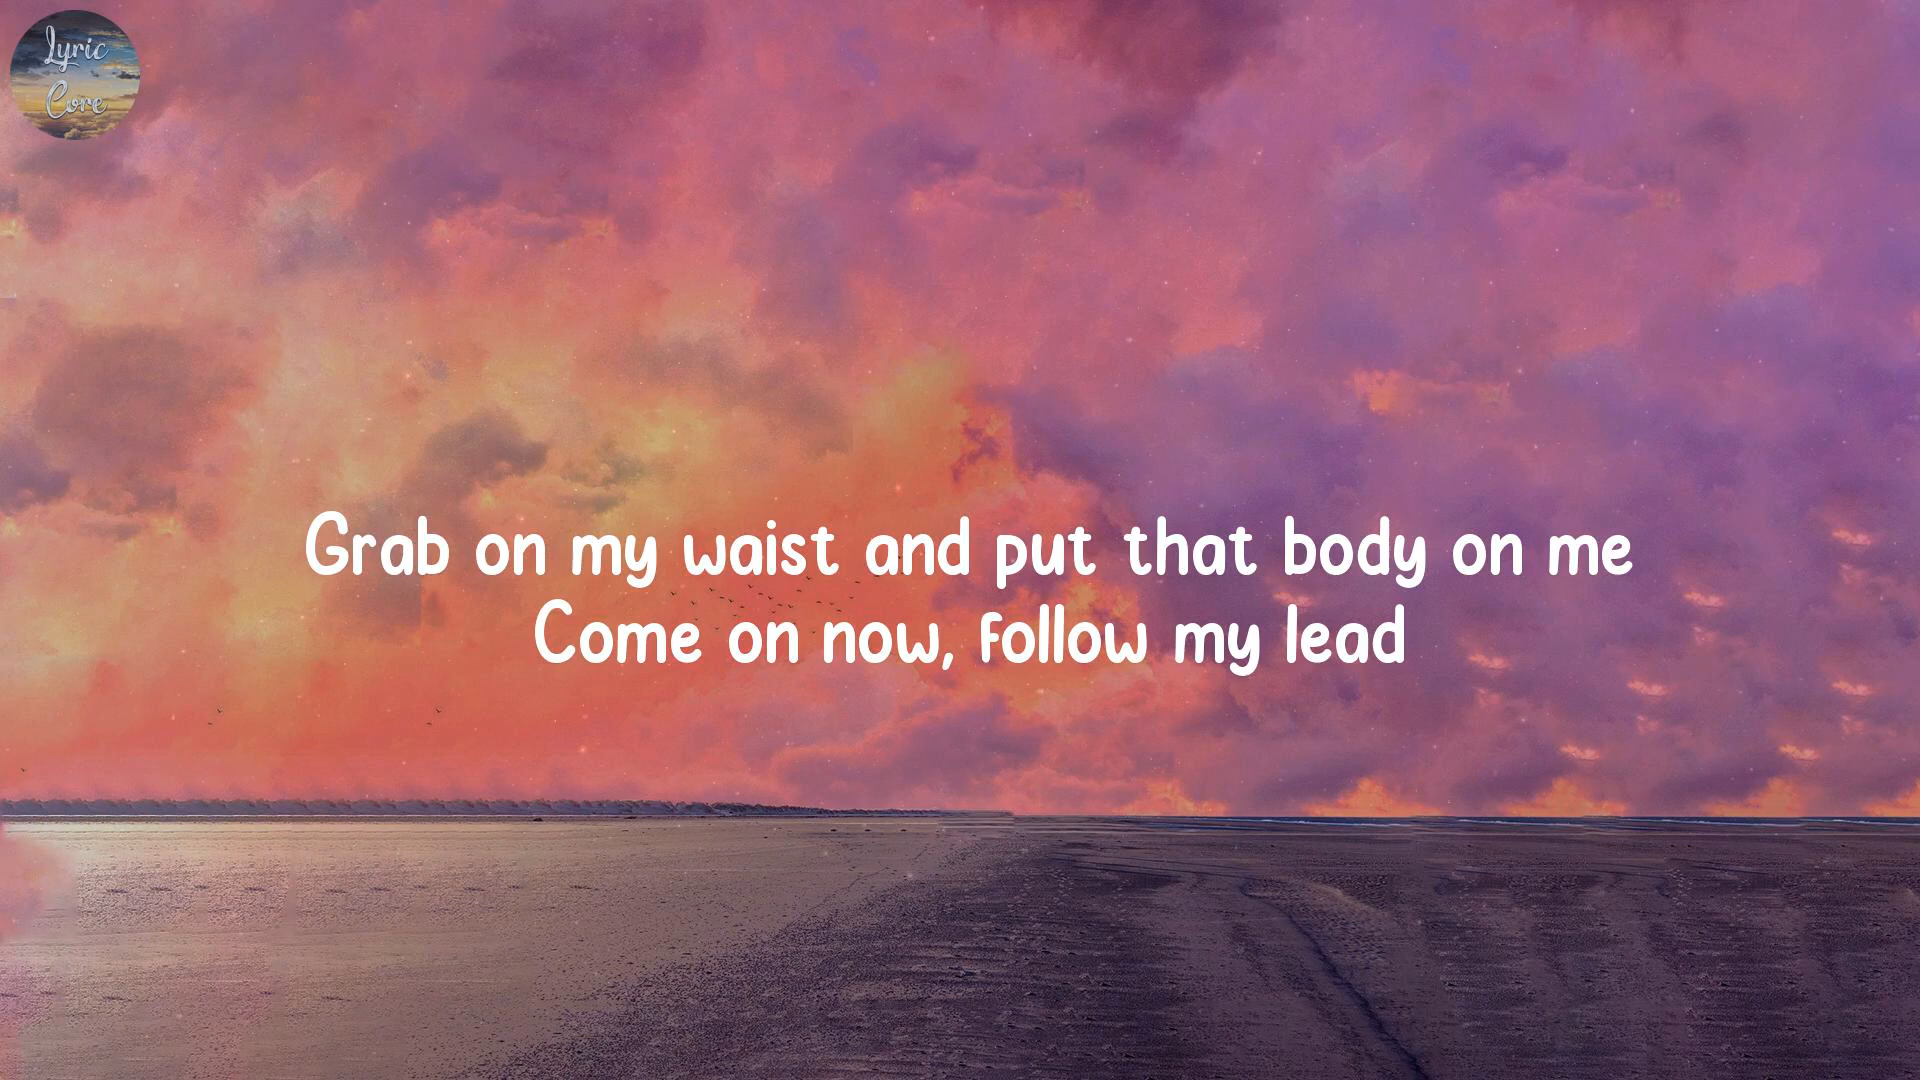 Lyric
Core
Grab on my waist and put that body on me
Come on now, follow my lead